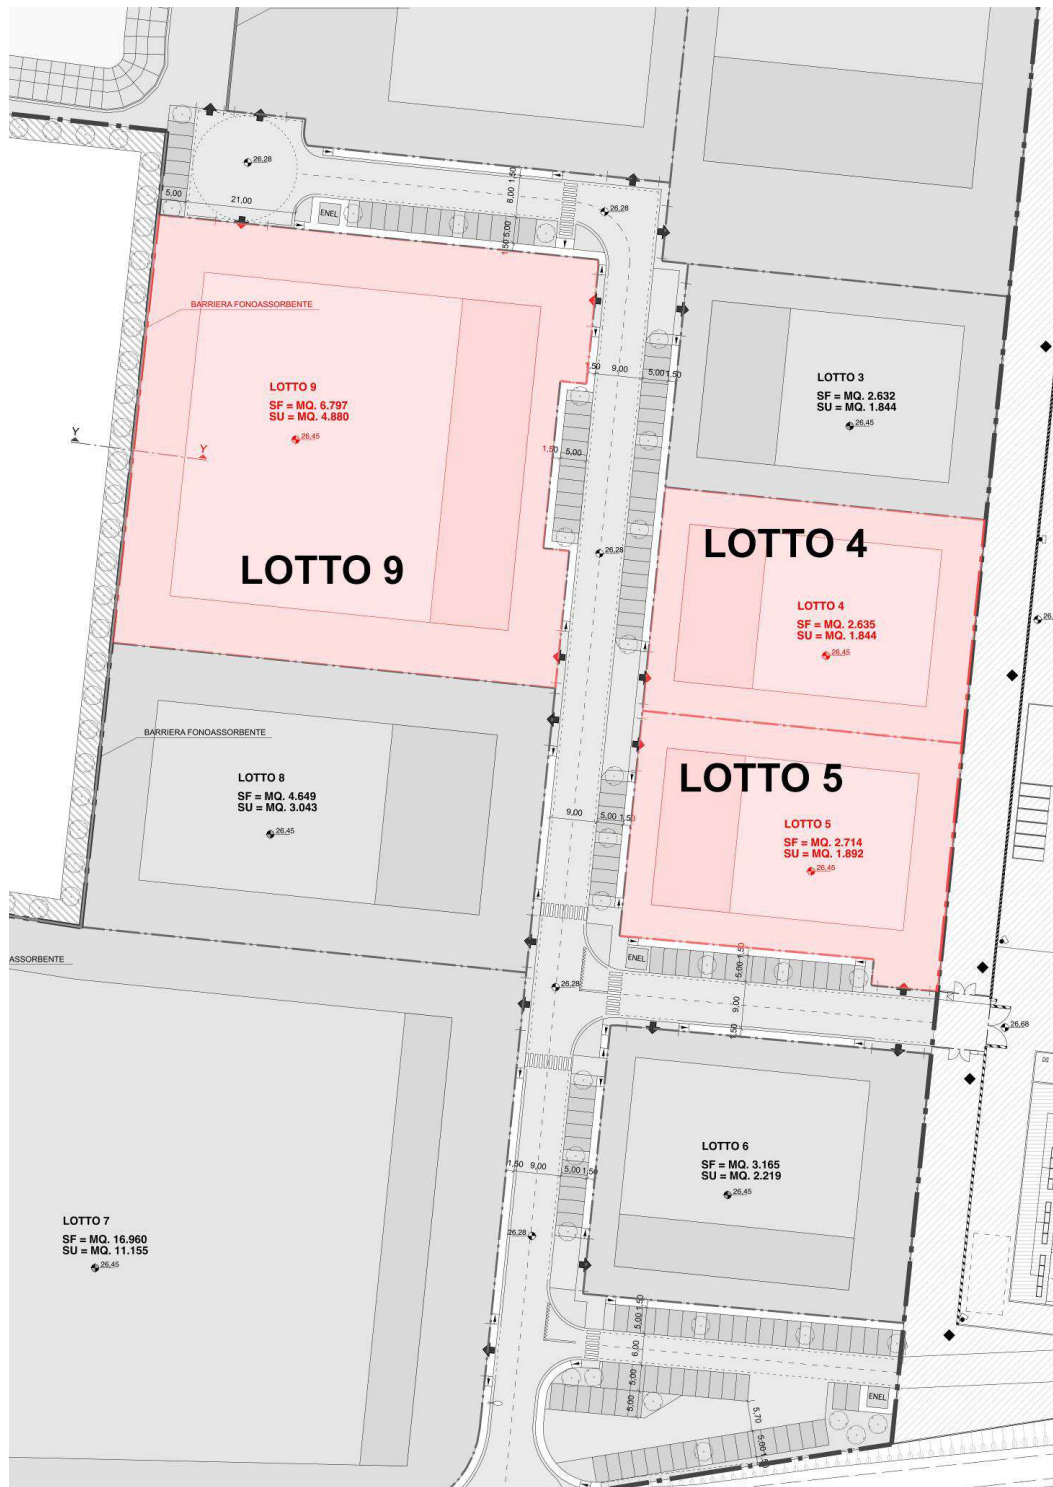 26,28
5,00
21,00
ENEL
8,00 1,50
1,50 5,00
26,28
BARRIERA FONOASSORBENTE
LOTTO 9
SF = MQ. 6.797
SU = MQ. 4.880
26,45
Y
Y
LOTTO 9
1,50
9,00
5,00
1,50
1,50
5,00
26,28
LOTTO 3
SF = MQ. 2.632
SU = MQ. 1.844
26,45
LOTTO 4
LOTTO 4
SF = MQ. 2.635
SU = MQ. 1.844
26,45
26,
BARRIERA FONOASSORBENTE
LOTTO 8
SF = MQ. 4.649
SU = MQ. 3.043
26,45
9,00
5,00
1,50
LOTTO 5
LOTTO 5
SF = MQ. 2.714
SU = MQ. 1.892
26,45
ASSORBENTE
ENEL
5,00 1,50
9,00
1,50
26,28
26,68
LOTTO 6
SF = MQ. 3.165
SU = MQ. 2.219
26,45
1,50
9,00
5,00
1,50
LOTTO 7
SF = MQ. 16.960
SU = MQ. 11.155
26,45
26,28
5,00 1,50
6,00
5,00
5,00
ENEL
5,70
5,00
1,50